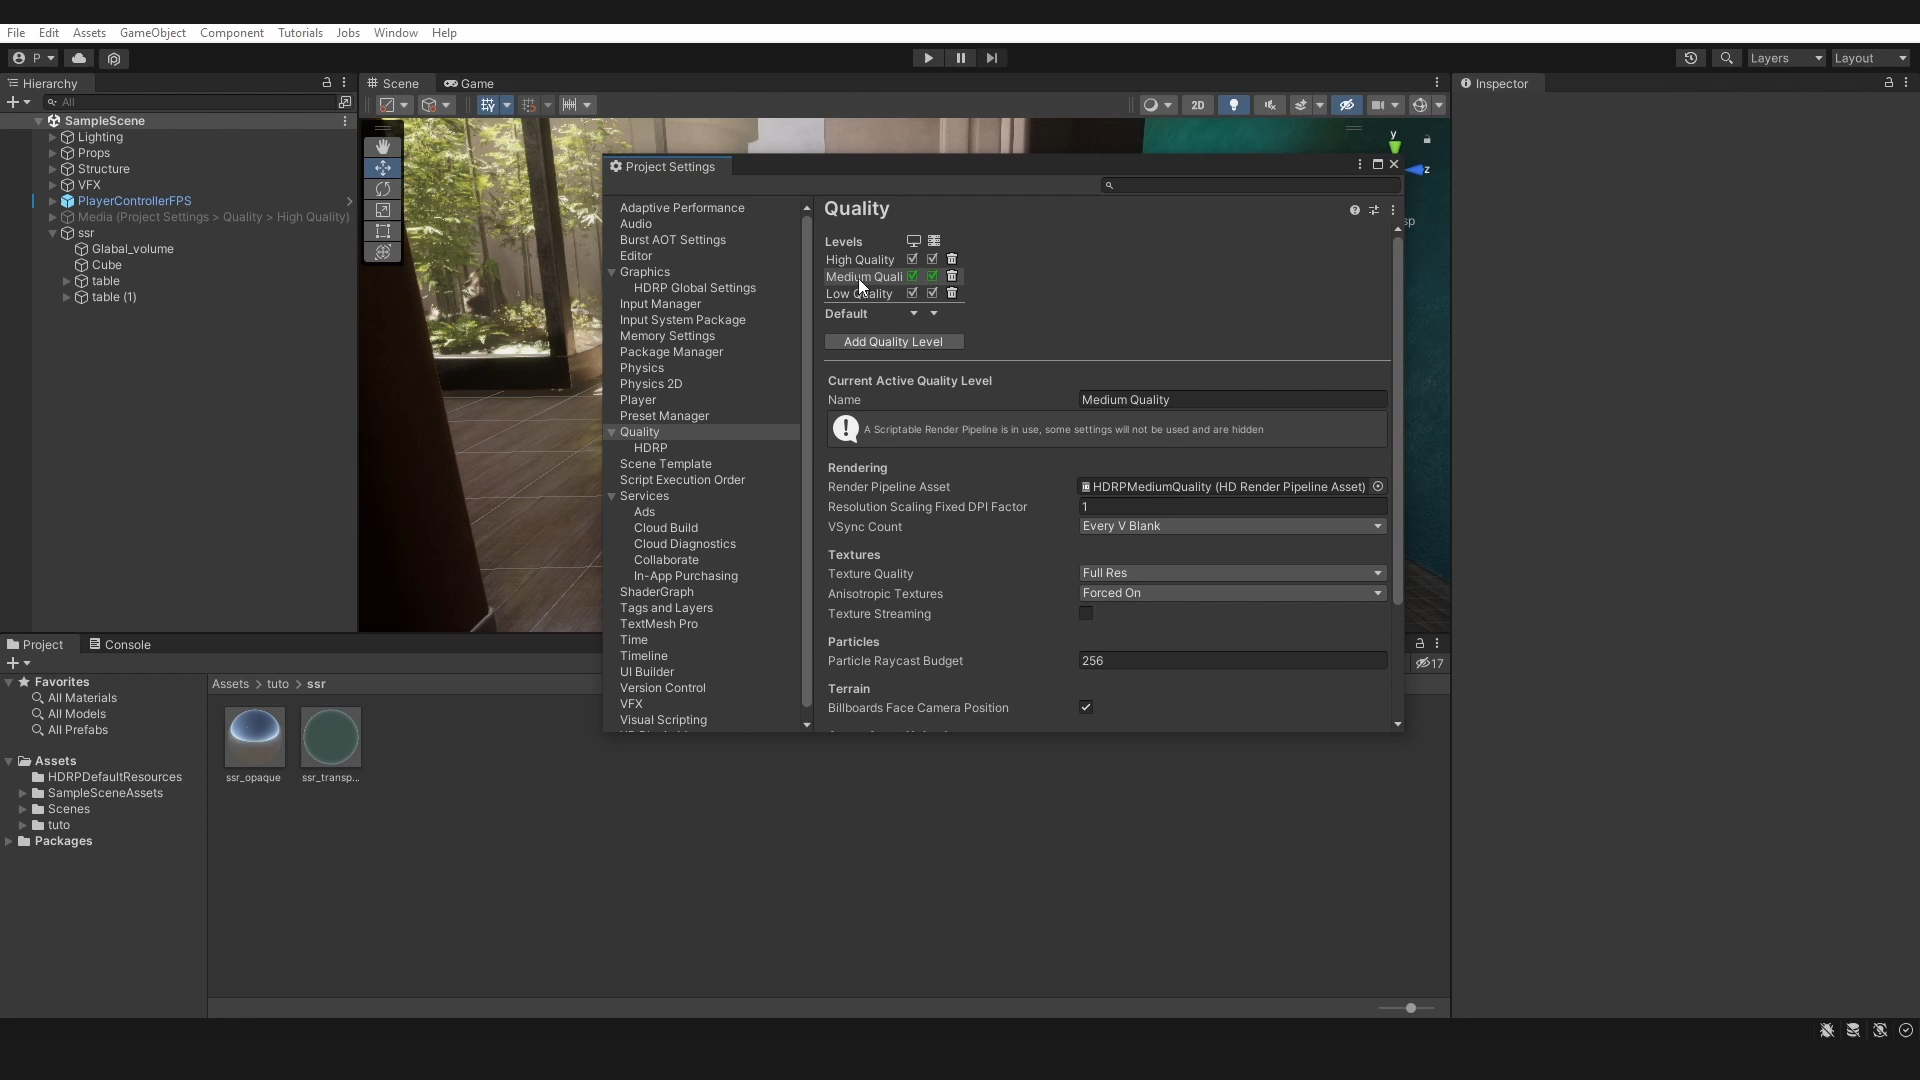 File Edit Assets GameObject Component Tutorials Jobs Window Help
P Layers Layout
Hierarchy
All
SampleScene
Lighting
Props
Structure
VFX
PlayerControllerFPS
Media (Project Settings > Quality > High Quality)
ssr
Glabal_volume
Cube
table
table (1)
Scene Game
2D
y
z
sp
Inspector
Project Settings
Adaptive Performance
Audio
Burst AOT Settings
Editor
Graphics
HDRP Global Settings
Input Manager
Input System Package
Memory Settings
Package Manager
Physics
Physics 2D
Player
Preset Manager
Quality
HDRP
Scene Template
Script Execution Order
Services
Ads
Cloud Build
Cloud Diagnostics
Collaborate
In-App Purchasing
ShaderGraph
Tags and Layers
TextMesh Pro
Time
Timeline
UI Builder
Version Control
VFX
Visual Scripting
Quality
Levels
High Quality
Medium Quali
Low Quality
Default
Add Quality Level
Current Active Quality Level
Name Medium Quality
A Scriptable Render Pipeline is in use, some settings will not be used and are hidden
Rendering
Render Pipeline Asset HDRPMediumQuality (HD Render Pipeline Asset)
Resolution Scaling Fixed DPI Factor 1
VSync Count Every V Blank
Textures
Texture Quality Full Res
Anisotropic Textures Forced On
Texture Streaming
Particles
Particle Raycast Budget 256
Terrain
Billboards Face Camera Position
Project Console
17
Favorites
All Materials
All Models
All Prefabs
Assets
HDRPDefaultResources
SampleSceneAssets
Scenes
tuto
Packages
Assets > tuto > ssr
ssr_opaque ssr_transp...